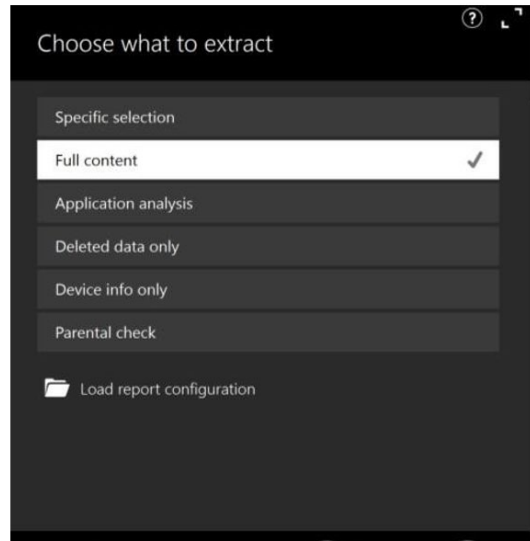 ?
Choose what to extract
Specific selection
Full content
Application analysis
Deleted data only
Device info only
Parental check
Load report configuration